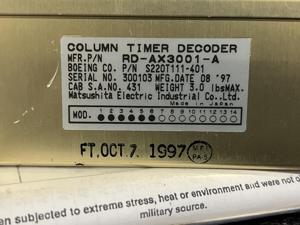 COLUMN TIMER DECODER
MFR.P/N RD-AX3001-A
BOEING CO. P/N S220T111-401
SERIAL NO. 300103 MFG.DATE 08 '97
CAB S.A NO. 431 WEIGHT 3.0 lbsMAX.
Matsushita Electric Industrial Co.,Ltd.
Made in Japan
MOD. 1 2 3 4 5 6 7 8 9 10 11 12 13 14 15
FT.OCT.7.1997
en subjected to extreme stress, heat or environment and were not o
military source.